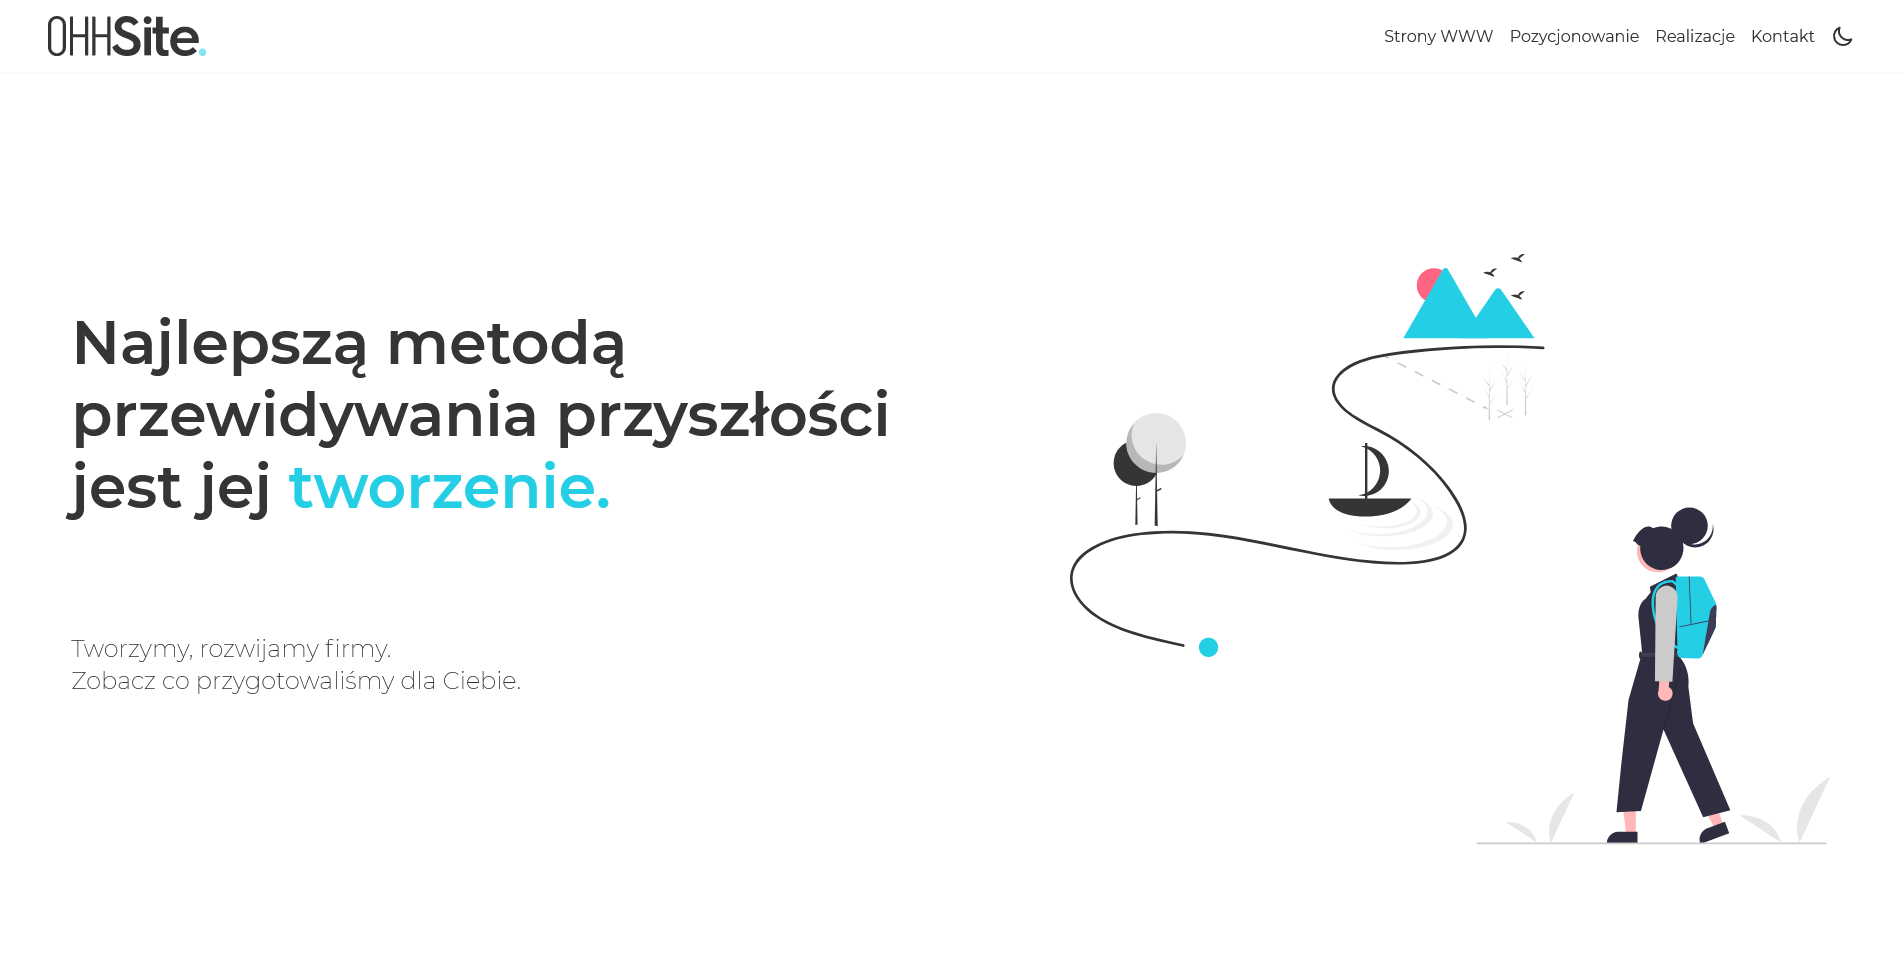 OHHSite.
Strony WWW Pozycjonowanie Realizacje Kontakt
Najlepszą metodą
przewidywania przyszłości
jest jej tworzenie.
Tworzymy, rozwijamy firmy.
Zobacz co przygotowaliśmy dla Ciebie.